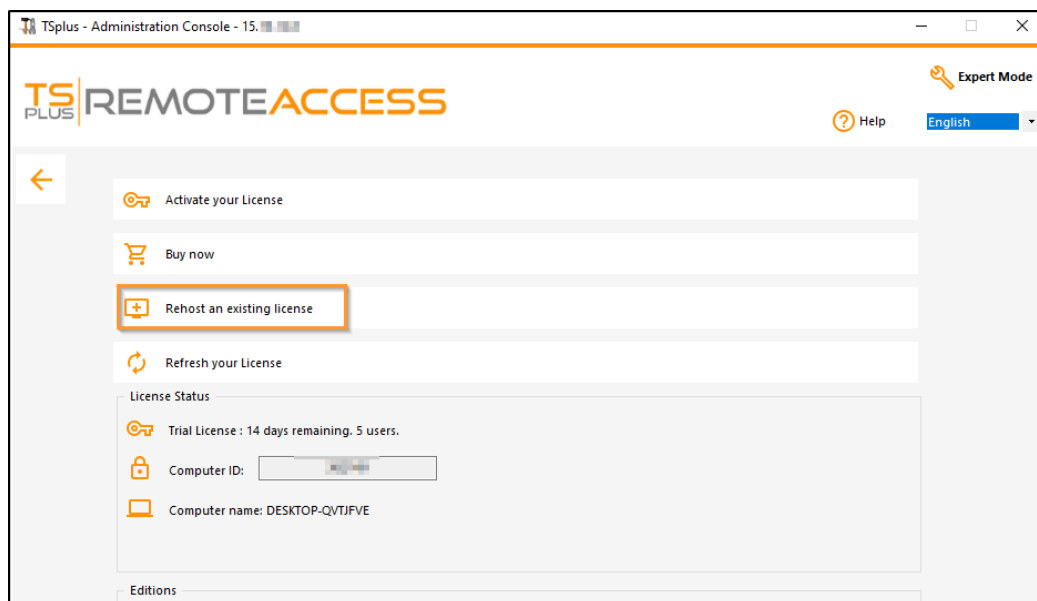 TSplus - Administration Console - 15.
Expert Mode
TS PLUS REMOTEACCESS
Help
English
Activate your License
Buy now
Rehost an existing license
Refresh your License
License Status
Trial License : 14 days remaining. 5 users.
Computer ID:
Computer name: DESKTOP-QVTJFVE
Editions